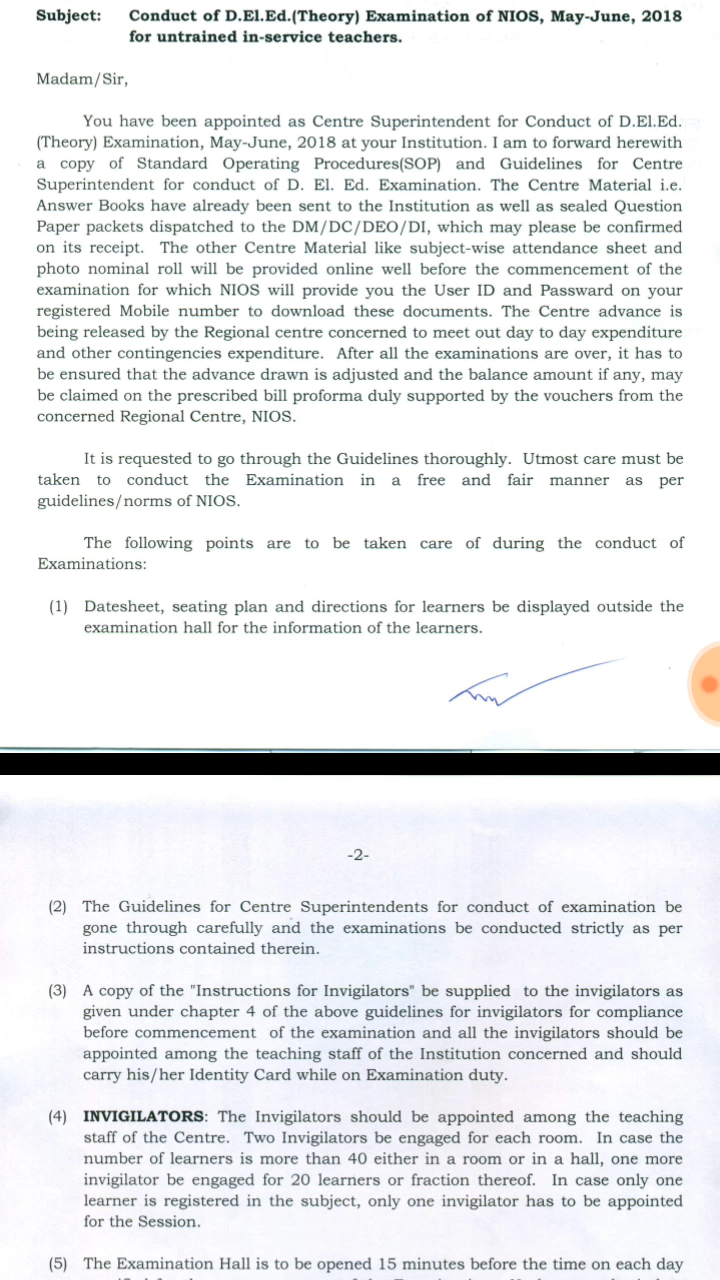 Subject: Conduct of D.El.Ed.(Theory) Examination of NIOS, May-June, 2018
for untrained in-service teachers.
Madam/Sir,
You have been appointed as Centre Superintendent for Conduct of D.El.Ed.
(Theory) Examination, May-June, 2018 at your Institution. I am to forward herewith
a copy of Standard Operating Procedures(SOP) and Guidelines for Centre
Superintendent for conduct of D. El. Ed. Examination. The Centre Material i.e.
Answer Books have already been sent to the Institution as well as sealed Question
Paper packets dispatched to the DM/DC/DEO/DI, which may please be confirmed
on its receipt. The other Centre Material like subject-wise attendance sheet and
photo nominal roll will be provided online well before the commencement of the
examination for which NIOS will provide you the User ID and Passward on your
registered Mobile number to download these documents. The Centre advance is
being released by the Regional centre concerned to meet out day to day expenditure
and other contingencies expenditure. After all the examinations are over, it has to
be ensured that the advance drawn is adjusted and the balance amount if any, may
be claimed on the prescribed bill proforma duly supported by the vouchers from the
concerned Regional Centre, NIOS.
It is requested to go through the Guidelines thoroughly. Utmost care must be
taken to conduct the Examination in a free and fair manner as per
guidelines/norms of NIOS.
The following points are to be taken care of during the conduct of
Examinations:
(1) Datesheet, seating plan and directions for learners be displayed outside the
examination hall for the information of the learners.
-2-
(2) The Guidelines for Centre Superintendents for conduct of examination be
gone through carefully and the examinations be conducted strictly as per
instructions contained therein.
(3) A copy of the "Instructions for Invigilators" be supplied to the invigilators as
given under chapter 4 of the above guidelines for invigilators for compliance
before commencement of the examination and all the invigilators should be
appointed among the teaching staff of the Institution concerned and should
carry his/her Identity Card while on Examination duty.
(4) INVIGILATORS: The Invigilators should be appointed among the teaching
staff of the Centre. Two Invigilators be engaged for each room. In case the
number of learners is more than 40 either in a room or in a hall, one more
invigilator be engaged for 20 learners or fraction thereof. In case only one
learner is registered in the subject, only one invigilator has to be appointed
for the Session.
(5) The Examination Hall is to be opened 15 minutes before the time on each day